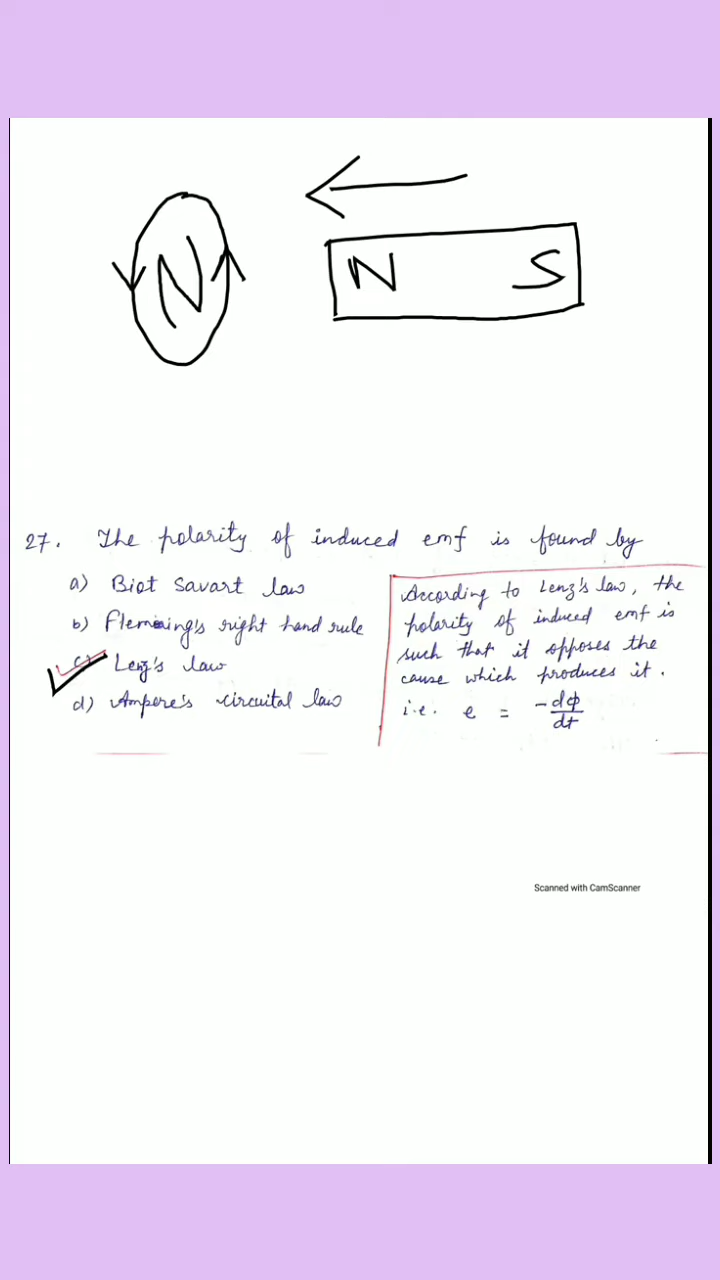 N
N S
27. The polarity of induced emf is found by
a) Biot Savart law
b) Flemaing's right hand rule
c) Lenz's law
d) Ampere's circuital law
According to Lenz's law, the
polarity of induced emf is
such that it opposes the
cause which produces it.
i.e. e = -dϕ/dt
Scanned with CamScanner